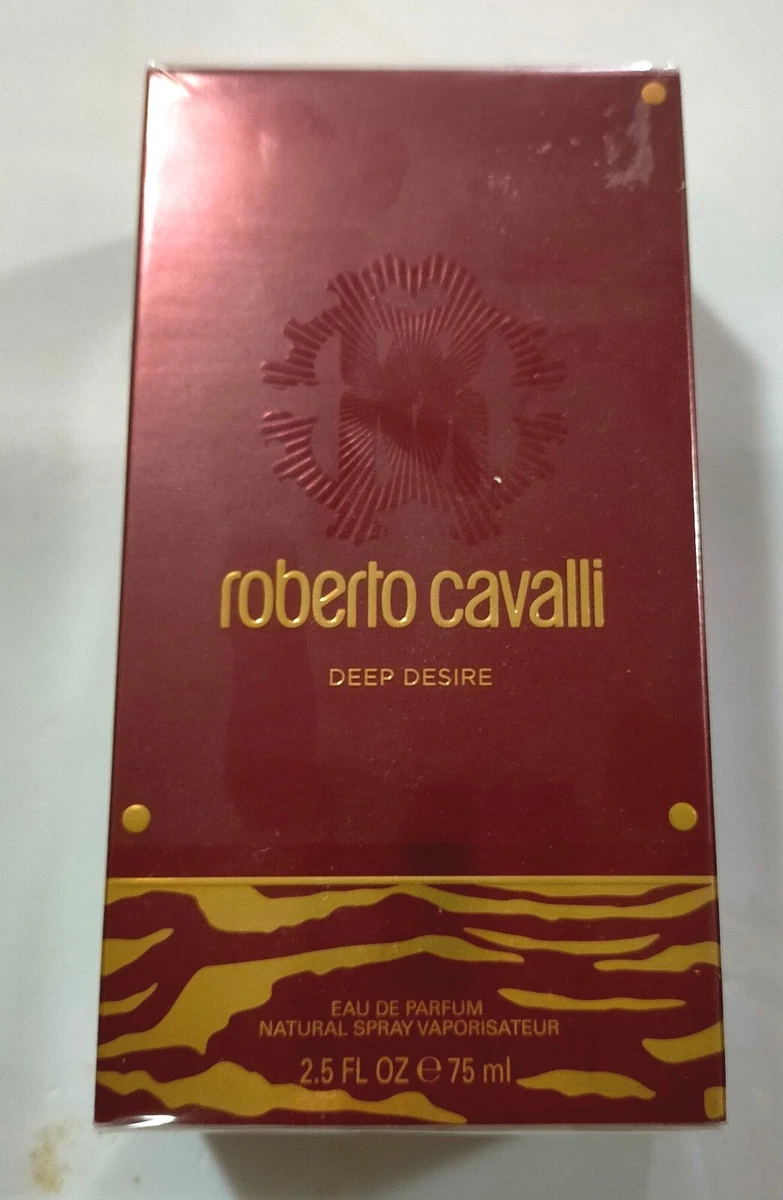 roberto cavalli
DEEP DESIRE
EAU DE PARFUM
NATURAL SPRAY VAPORISATEUR
2.5 FL OZ ℮ 75 ml